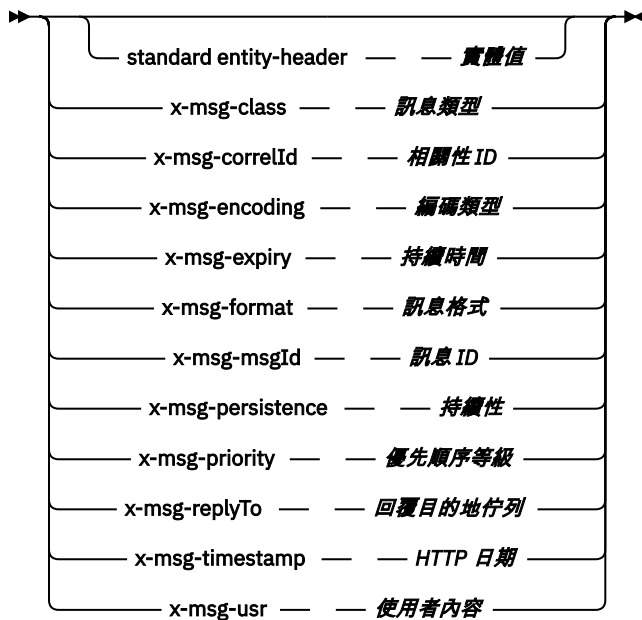 standard entity-header 實體值
x-msg-class 訊息類型
x-msg-correlId 相關性 ID
x-msg-encoding 編碼類型
x-msg-expiry 持續時間
x-msg-format 訊息格式
x-msg-msgId 訊息 ID
x-msg-persistence 持續性
x-msg-priority 優先順序等級
x-msg-replyTo 回覆目的地佇列
x-msg-timestamp HTTP 日期
x-msg-usr 使用者內容